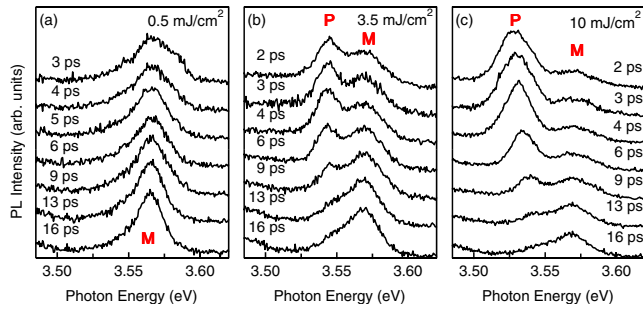 (a) 0.5 mJ/cm²
3 ps
4 ps
5 ps
6 ps
9 ps
13 ps
16 ps
M
3.50 3.55 3.60
Photon Energy (eV)
PL Intensity (arb. units)
(b) 3.5 mJ/cm²
P
M
2 ps
3 ps
4 ps
6 ps
9 ps
13 ps
16 ps
3.50 3.55 3.60
Photon Energy (eV)
(c) 10 mJ/cm²
P
M
2 ps
3 ps
4 ps
6 ps
9 ps
13 ps
16 ps
3.50 3.55 3.60
Photon Energy (eV)